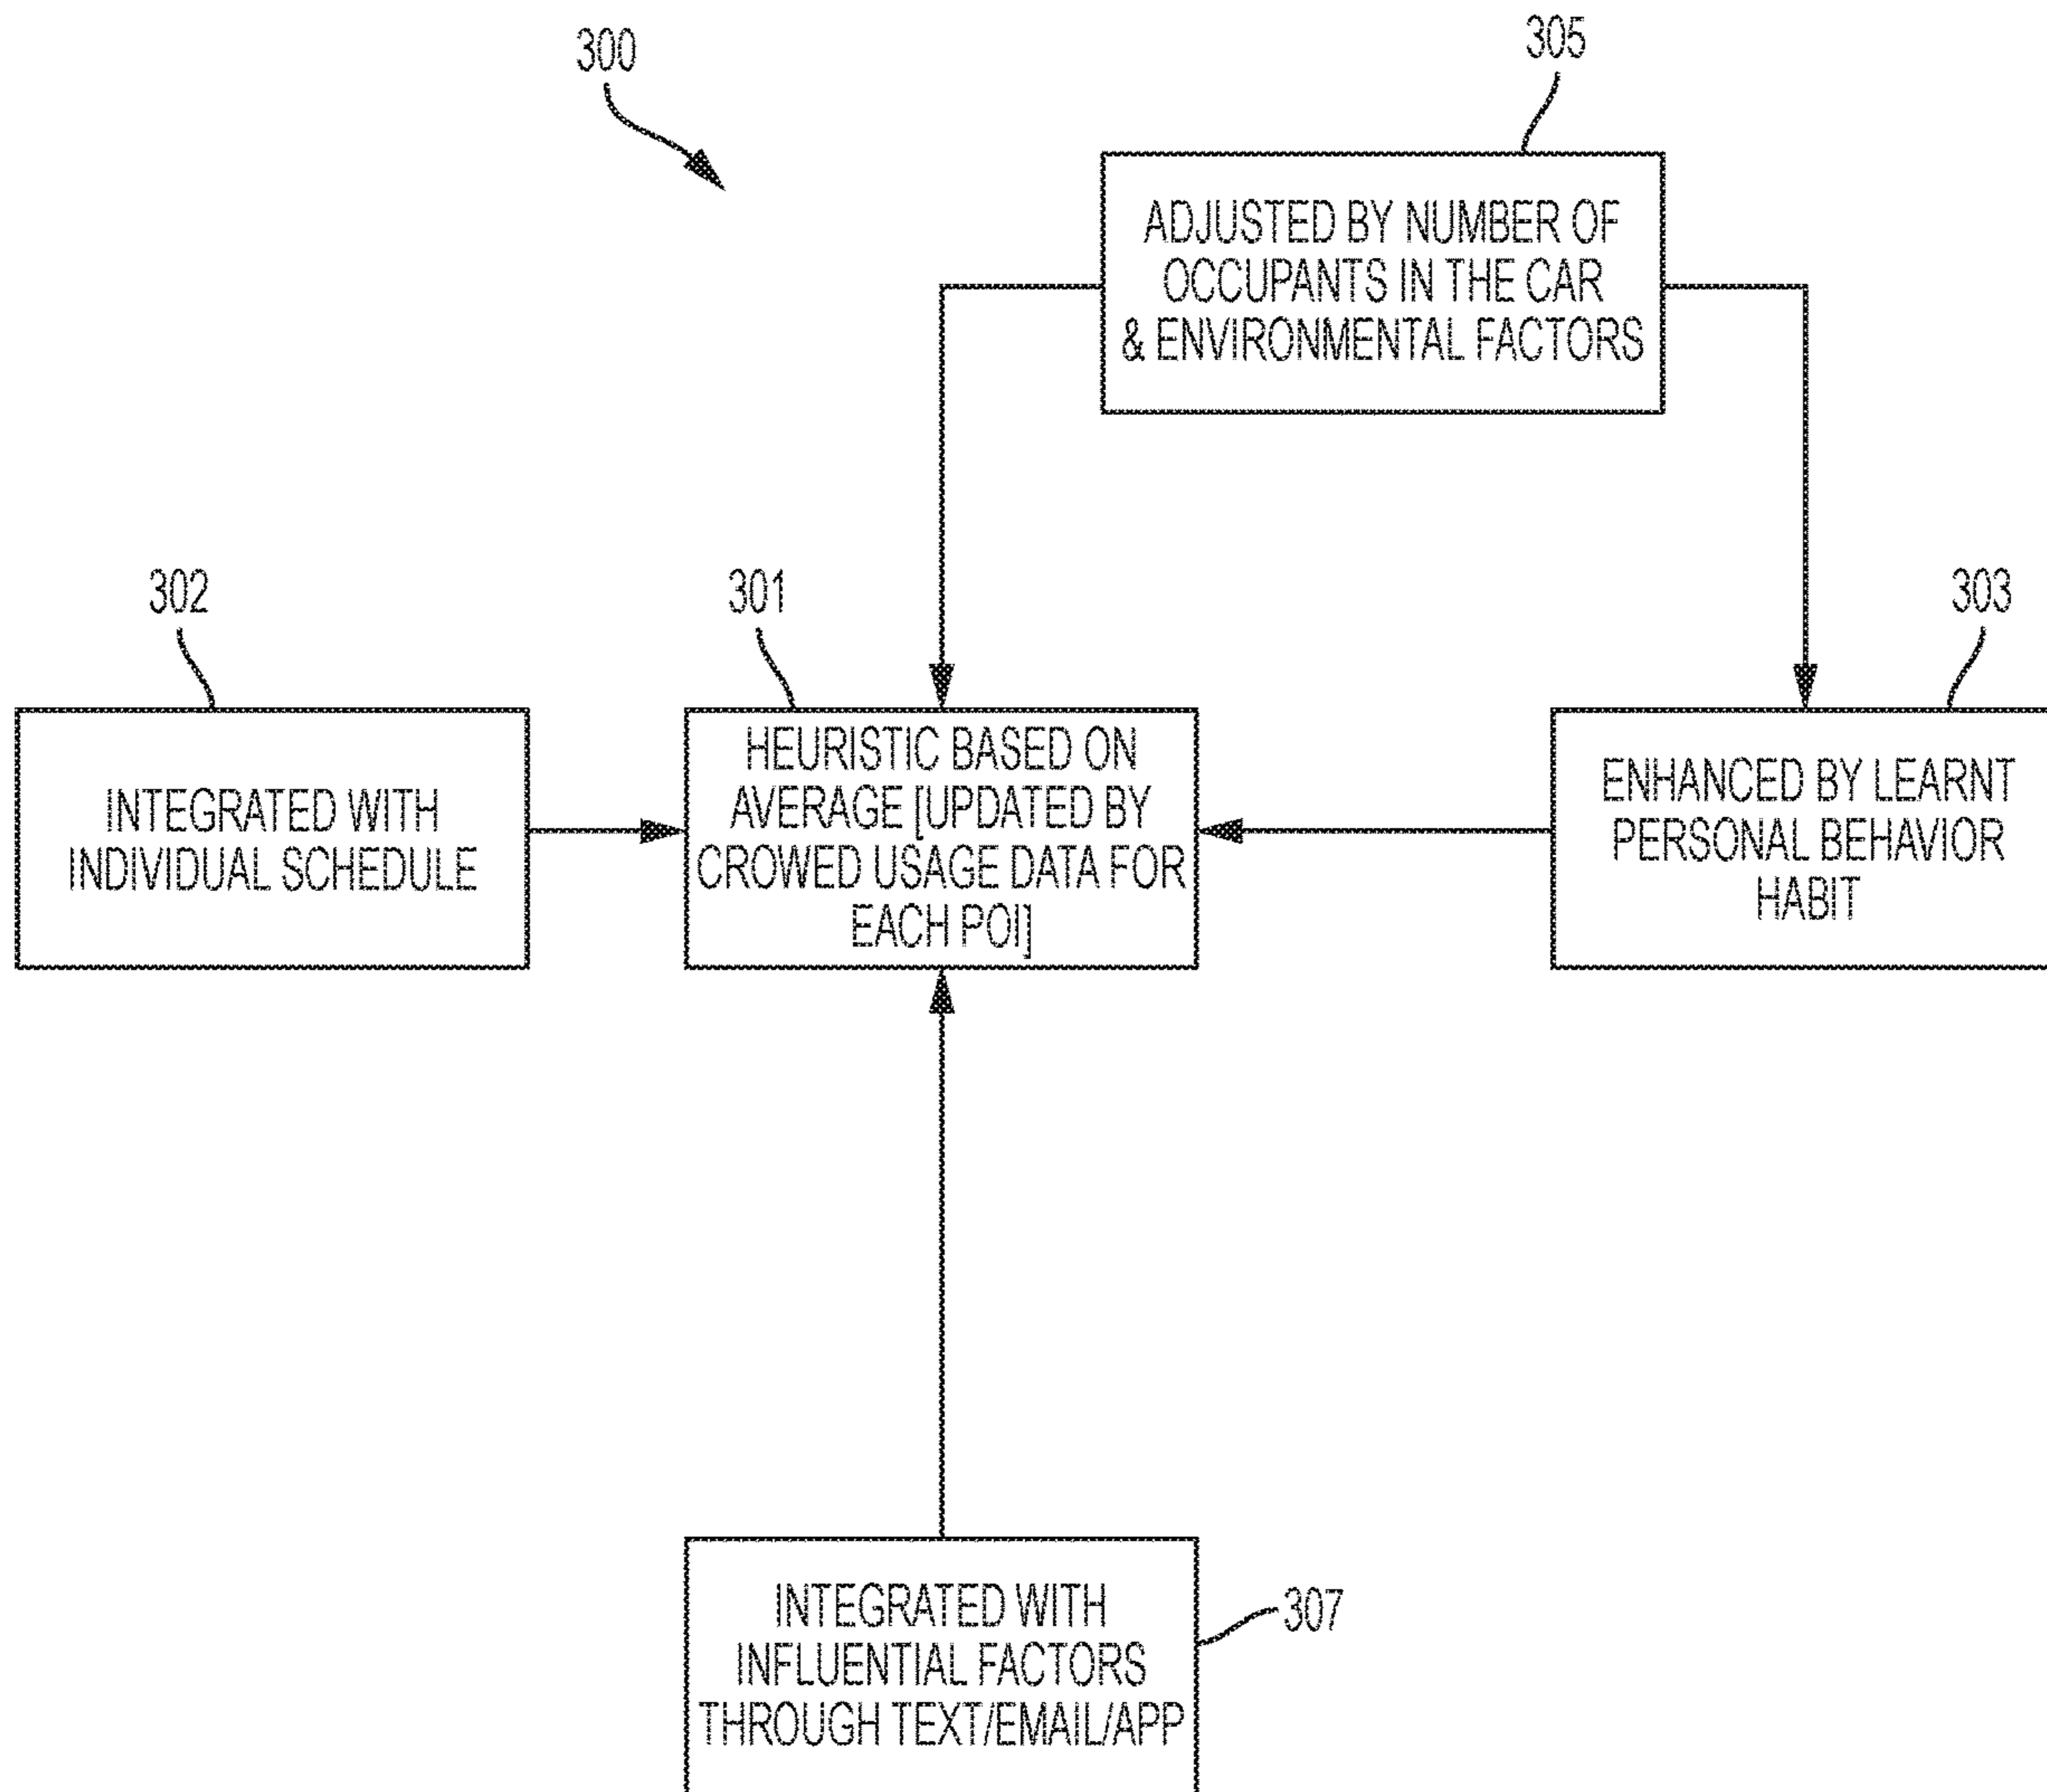 300
305
ADJUSTED BY NUMBER OF
OCCUPANTS IN THE CAR
& ENVIRONMENTAL FACTORS
302
301
303
INTEGRATED WITH
INDIVIDUAL SCHEDULE
HEURISTIC BASED ON
AVERAGE [UPDATED BY
CROWED USAGE DATA FOR
EACH POI]
ENHANCED BY LEARNT
PERSONAL BEHAVIOR
HABIT
INTEGRATED WITH
INFLUENTIAL FACTORS
THROUGH TEXT/EMAIL/APP
307